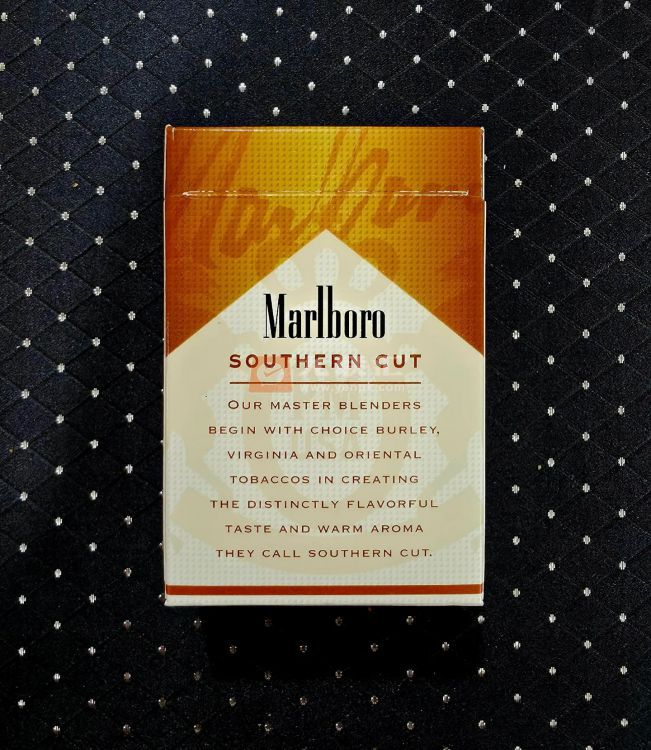 Marlboro
Marlboro
SOUTHERN CUT
OUR MASTER BLENDERS
BEGIN WITH CHOICE BURLEY,
VIRGINIA AND ORIENTAL
TOBACCOS IN CREATING
THE DISTINCTLY FLAVORFUL
TASTE AND WARM AROMA
THEY CALL SOUTHERN CUT.